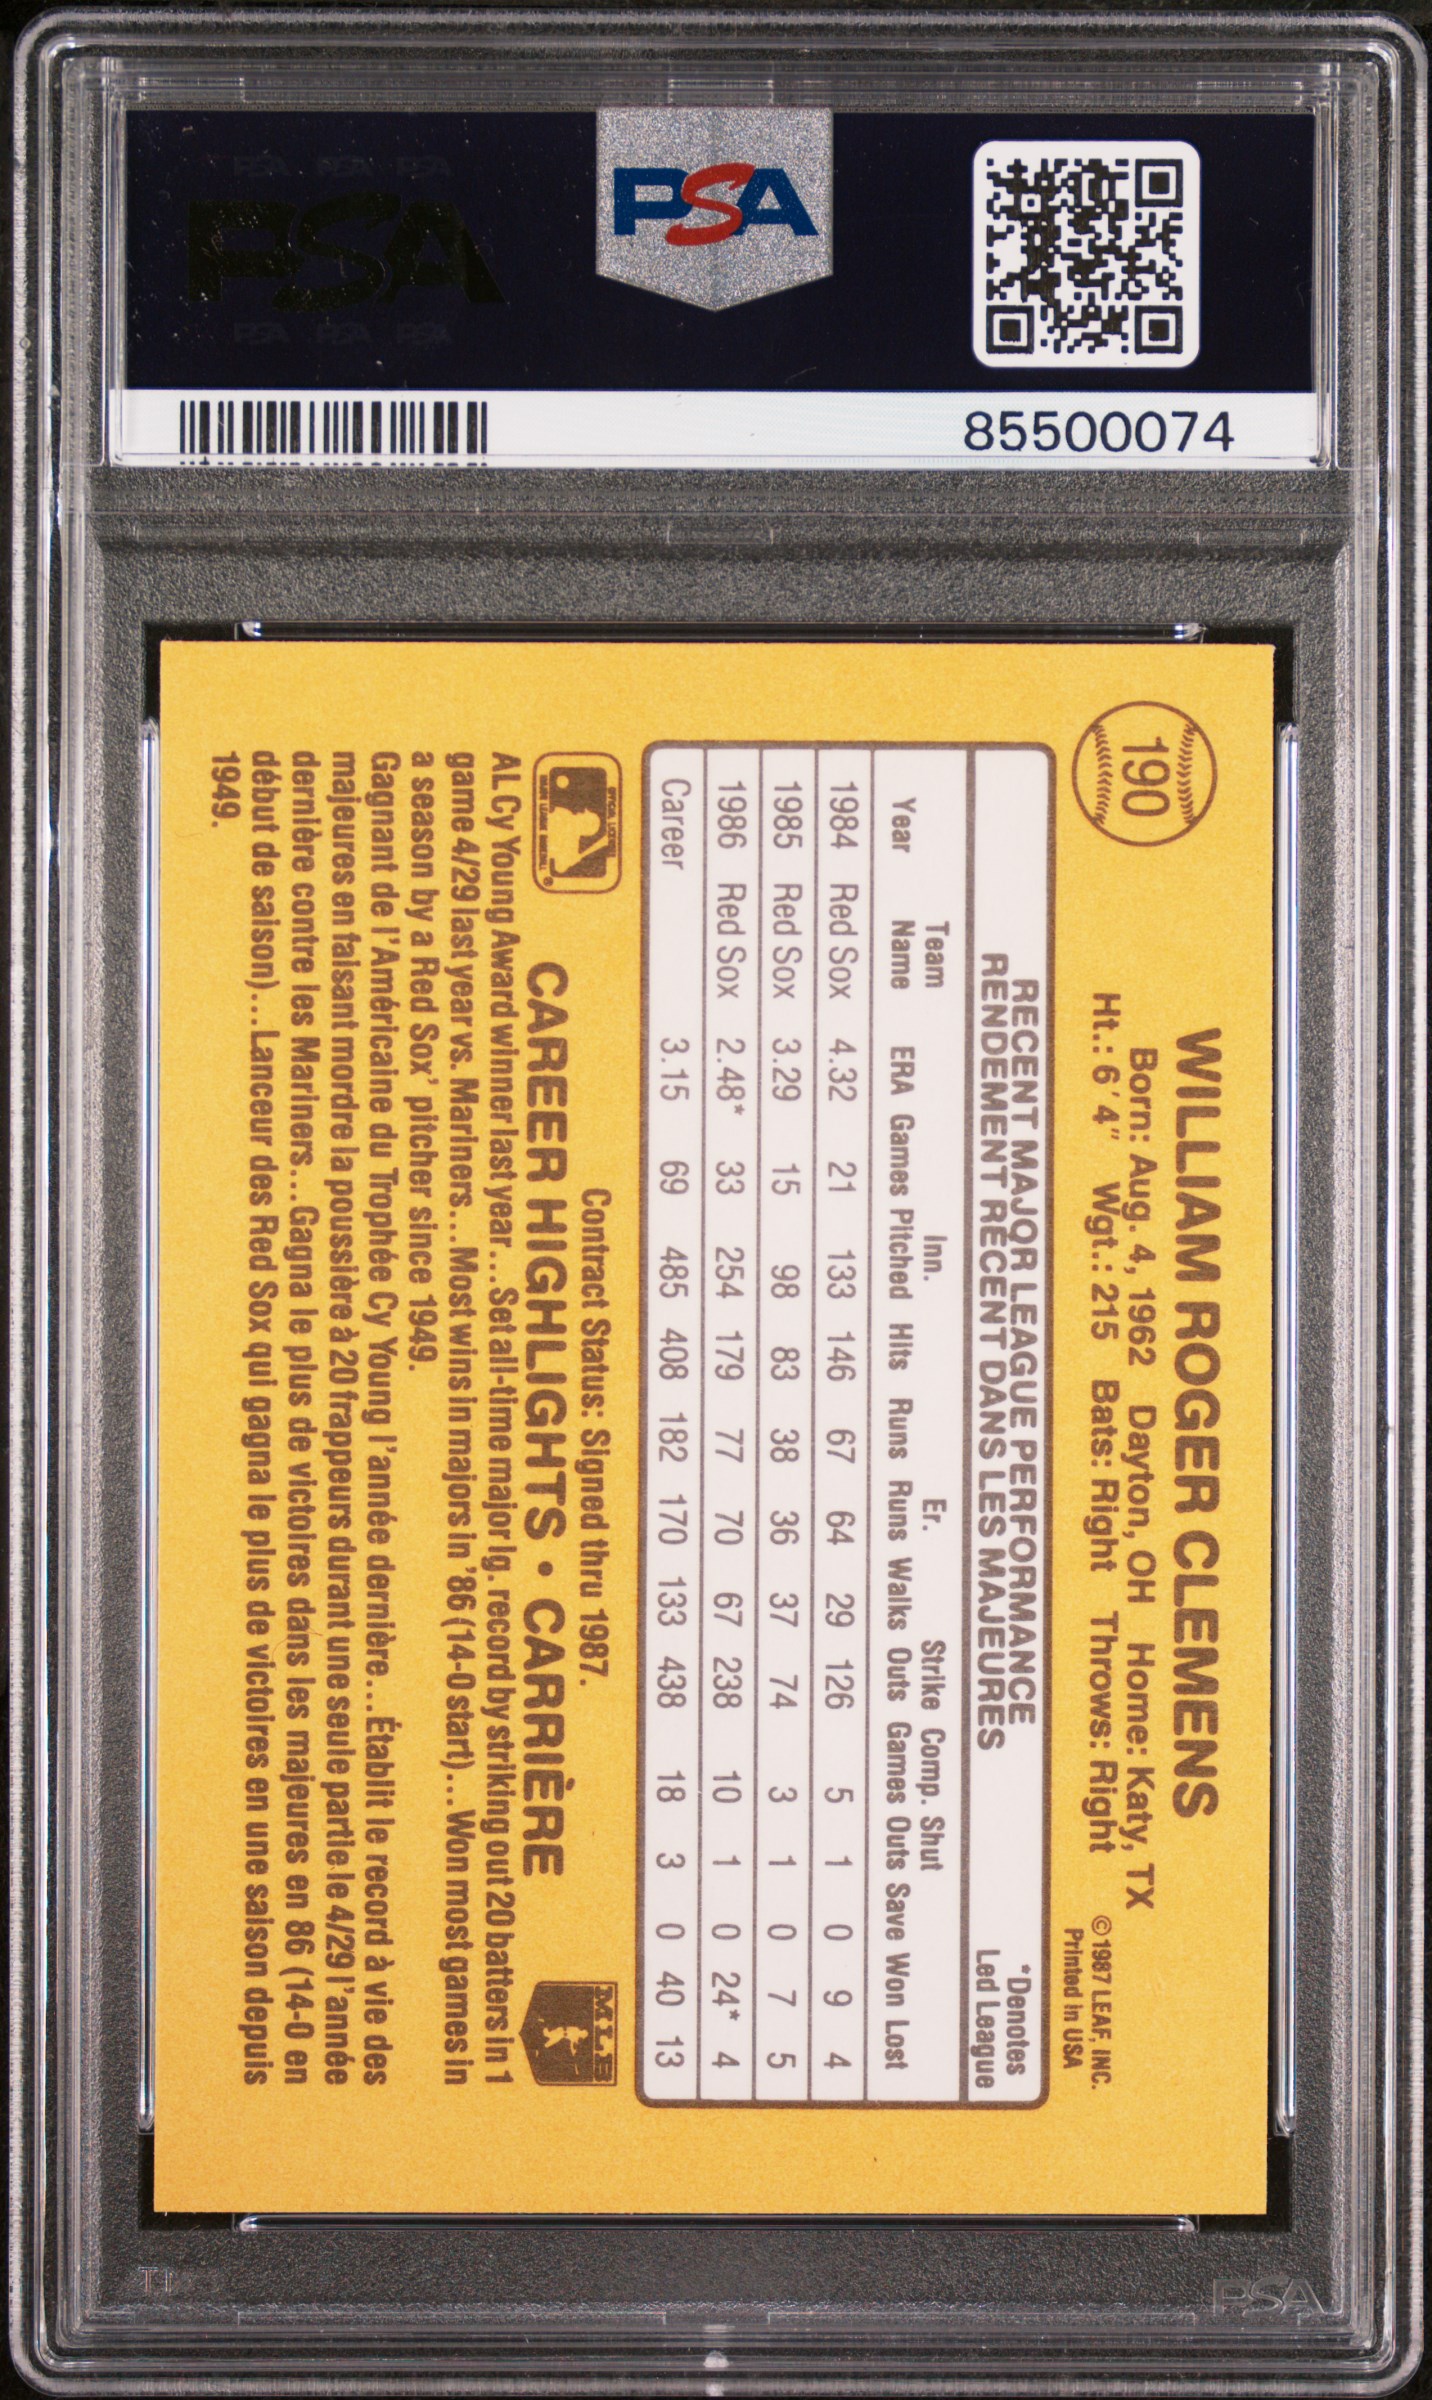 PSA PSA PSA
PSA
PSA PSA PSA
PSA
85500074
190
WILLIAM ROGER CLEMENS
Born: Aug. 4, 1962 Dayton, OH Home: Katy, TX
Ht.: 6'4" Wgt.: 215 Bats: Right Throws: Right
©1987 LEAF, INC.
Printed in USA
RECENT MAJOR LEAGUE PERFORMANCE
RENDEMENT RÉCENT DANS LES MAJEURES
*Denotes
Led League
Team Inn. Er. Strike Comp. Shut
Year Name ERA Games Pitched Hits Runs Runs Walks Outs Games Outs Save Won Lost
1984 Red Sox 4.32 21 133 146 67 64 29 126 5 1 0 9 4
1985 Red Sox 3.29 15 98 83 38 36 37 74 3 1 0 7 5
1986 Red Sox 2.48* 33 254 179 77 70 67 238 10 1 0 24* 4
Career 3.15 69 485 408 182 170 133 438 18 3 0 40 13
Contract Status: Signed thru 1987.
CAREER HIGHLIGHTS • CARRIÈRE
MLB
AL Cy Young Award winner last year...Set all-time major lg. record by striking out 20 batters in 1
game 4/29 last year vs. Mariners...Most wins in majors in '86 (14-0 start)...Won most games in
a season by a Red Sox' pitcher since 1949.
Gagnant de l'Américaine du Trophée Cy Young l'année dernière...Établit le record à vie des
majeures en faisant mordre la poussière à 20 frappeurs durant une seule partie le 4/29 l'année
dernière contre les Mariners...Gagna le plus de victoires dans les majeures en 86 (14-0 en
début de saison)...Lanceur des Red Sox qui gagna le plus de victoires en une saison depuis
1949.
PSA